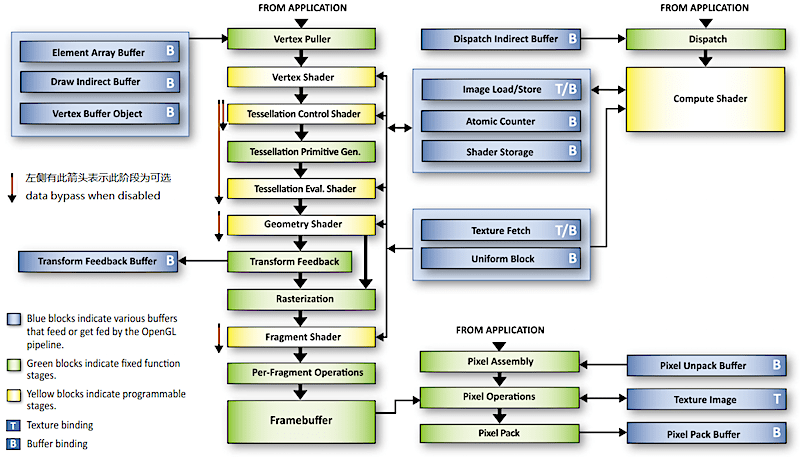 FROM APPLICATION
FROM APPLICATION
Element Array Buffer B
Draw Indirect Buffer B
Vertex Buffer Object B
Vertex Puller
Vertex Shader
Tessellation Control Shader
Tessellation Primitive Gen.
Tessellation Eval. Shader
Geometry Shader
Transform Feedback
Rasterization
Fragment Shader
Per-Fragment Operations
Framebuffer
Dispatch Indirect Buffer B
Dispatch
Image Load/Store T/B
Atomic Counter B
Shader Storage B
Compute Shader
Texture Fetch T/B
Uniform Block B
左侧有此箭头表示此阶段为可选
data bypass when disabled
Transform Feedback Buffer B
Blue blocks indicate various buffers
that feed or get fed by the OpenGL
pipeline.
Green blocks indicate fixed function
stages.
Yellow blocks indicate programmable
stages.
T Texture binding
B Buffer binding
FROM APPLICATION
Pixel Assembly
Pixel Operations
Pixel Pack
Pixel Unpack Buffer B
Texture Image T
Pixel Pack Buffer B